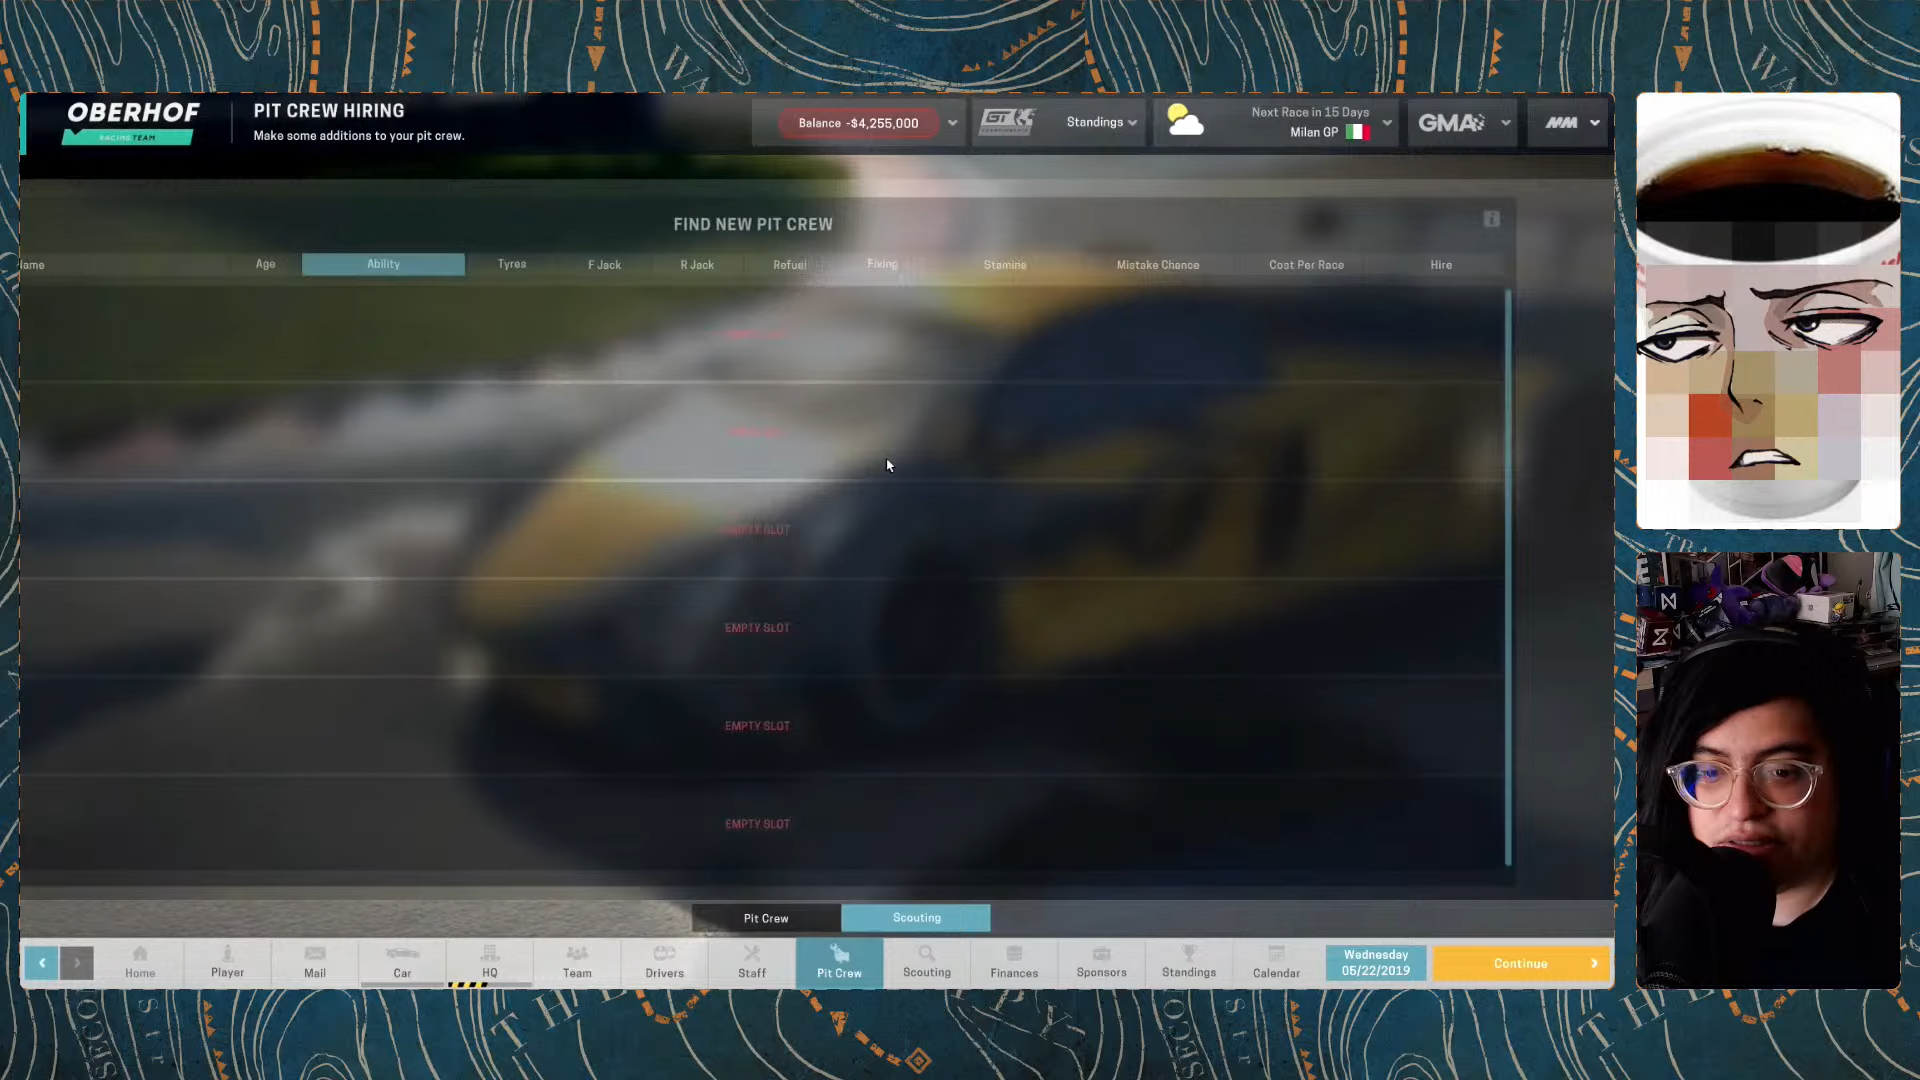 OBERHOF
RACING TEAM
PIT CREW HIRING
Make some additions to your pit crew.
Balance -$4,255,000
GT
CHAMPIONSHIP
Standings
Next Race in 15 Days
Milan GP
GMA
FIND NEW PIT CREW
ame
Age
Ability
Tyres
F Jack
R Jack
Refuel
Fixing
Stamina
Mistake Chance
Cost Per Race
Hire
EMPTY SLOT
EMPTY SLOT
EMPTY SLOT
EMPTY SLOT
Pit Crew
Scouting
Home
Player
Mail
Car
HQ
Team
Drivers
Staff
Pit Crew
Scouting
Finances
Sponsors
Standings
Calendar
Wednesday
05/22/2019
Continue